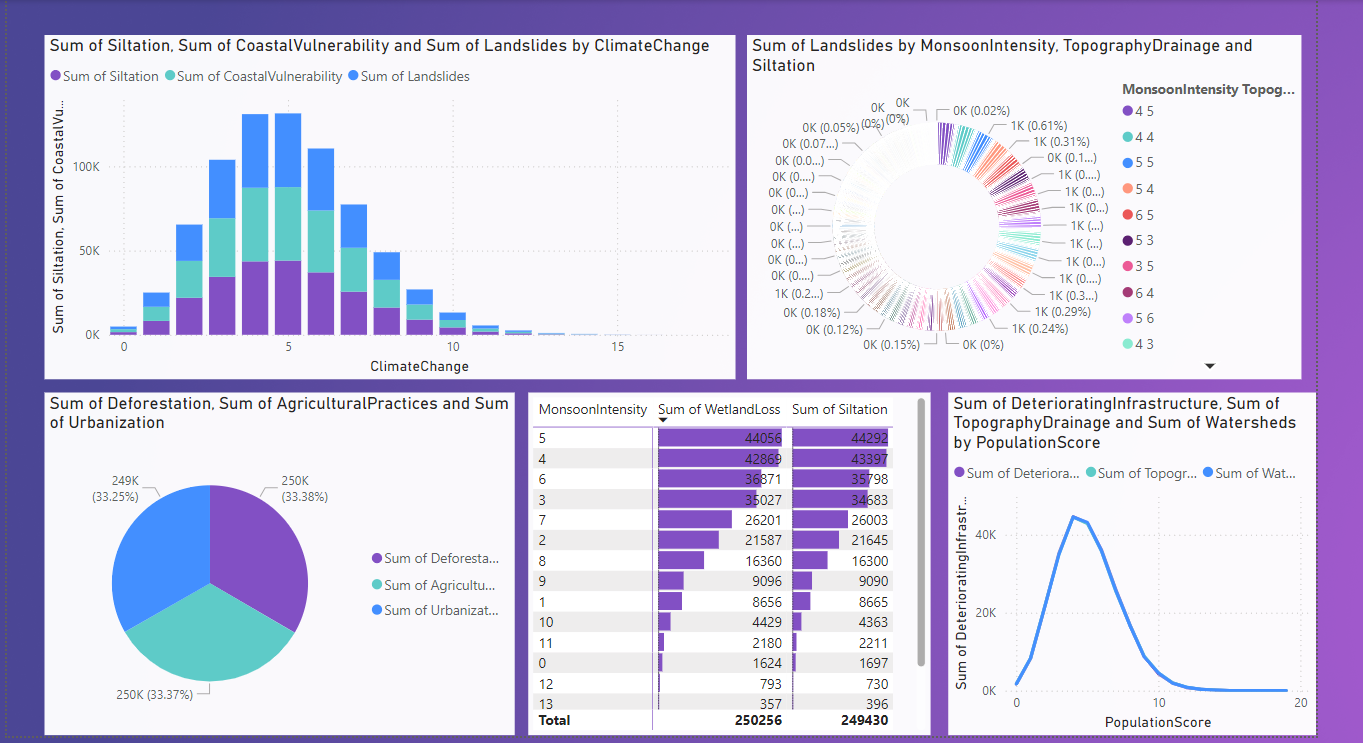 Sum of Siltation, Sum of CoastalVulnerability and Sum of Landslides by ClimateChange
Sum of Siltation Sum of CoastalVulnerability Sum of Landslides
Sum of Siltation, Sum of CoastalVu...
100K
50K
0K
0 5 10 15
ClimateChange
Sum of Landslides by MonsoonIntensity, TopographyDrainage and
Siltation
0K
(0%)
0K
(0%)
0K (0.05%)
0K (0.07...)
0K (0.0...)
0K (0....)
0K (0...)
0K (...)
0K (...)
0K (...)
0K (0...)
0K (0....)
1K (0.2...)
0K (0.18%)
0K (0.12%)
0K (0.15%)
0K (0.02%)
1K (0.61%)
1K (0.31%)
0K (0.1...)
1K (0....)
1K (0...)
1K (0...)
1K (...)
1K (...)
1K (0...)
1K (0....)
1K (0.3...)
1K (0.29%)
1K (0.24%)
0K (0%)
MonsoonIntensity Topog...
4 5
4 4
5 5
5 4
6 5
5 3
3 5
6 4
5 6
4 3
Sum of Deforestation, Sum of AgriculturalPractices and Sum
of Urbanization
249K
(33.25%)
250K
(33.38%)
250K (33.37%)
Sum of Deforesta...
Sum of Agricultu...
Sum of Urbanizat...
MonsoonIntensity Sum of WetlandLoss Sum of Siltation
5 44056 44292
4 42869 43397
6 36871 35798
3 35027 34683
7 26201 26003
2 21587 21645
8 16360 16300
9 9096 9090
1 8656 8665
10 4429 4363
11 2180 2211
0 1624 1697
12 793 730
13 357 396
Total 250256 249430
Sum of DeterioratingInfrastructure, Sum of
TopographyDrainage and Sum of Watersheds
by PopulationScore
Sum of Deteriora... Sum of Topogr... Sum of Wat...
Sum of DeterioratingInfrastr...
40K
20K
0K
0 10 20
PopulationScore